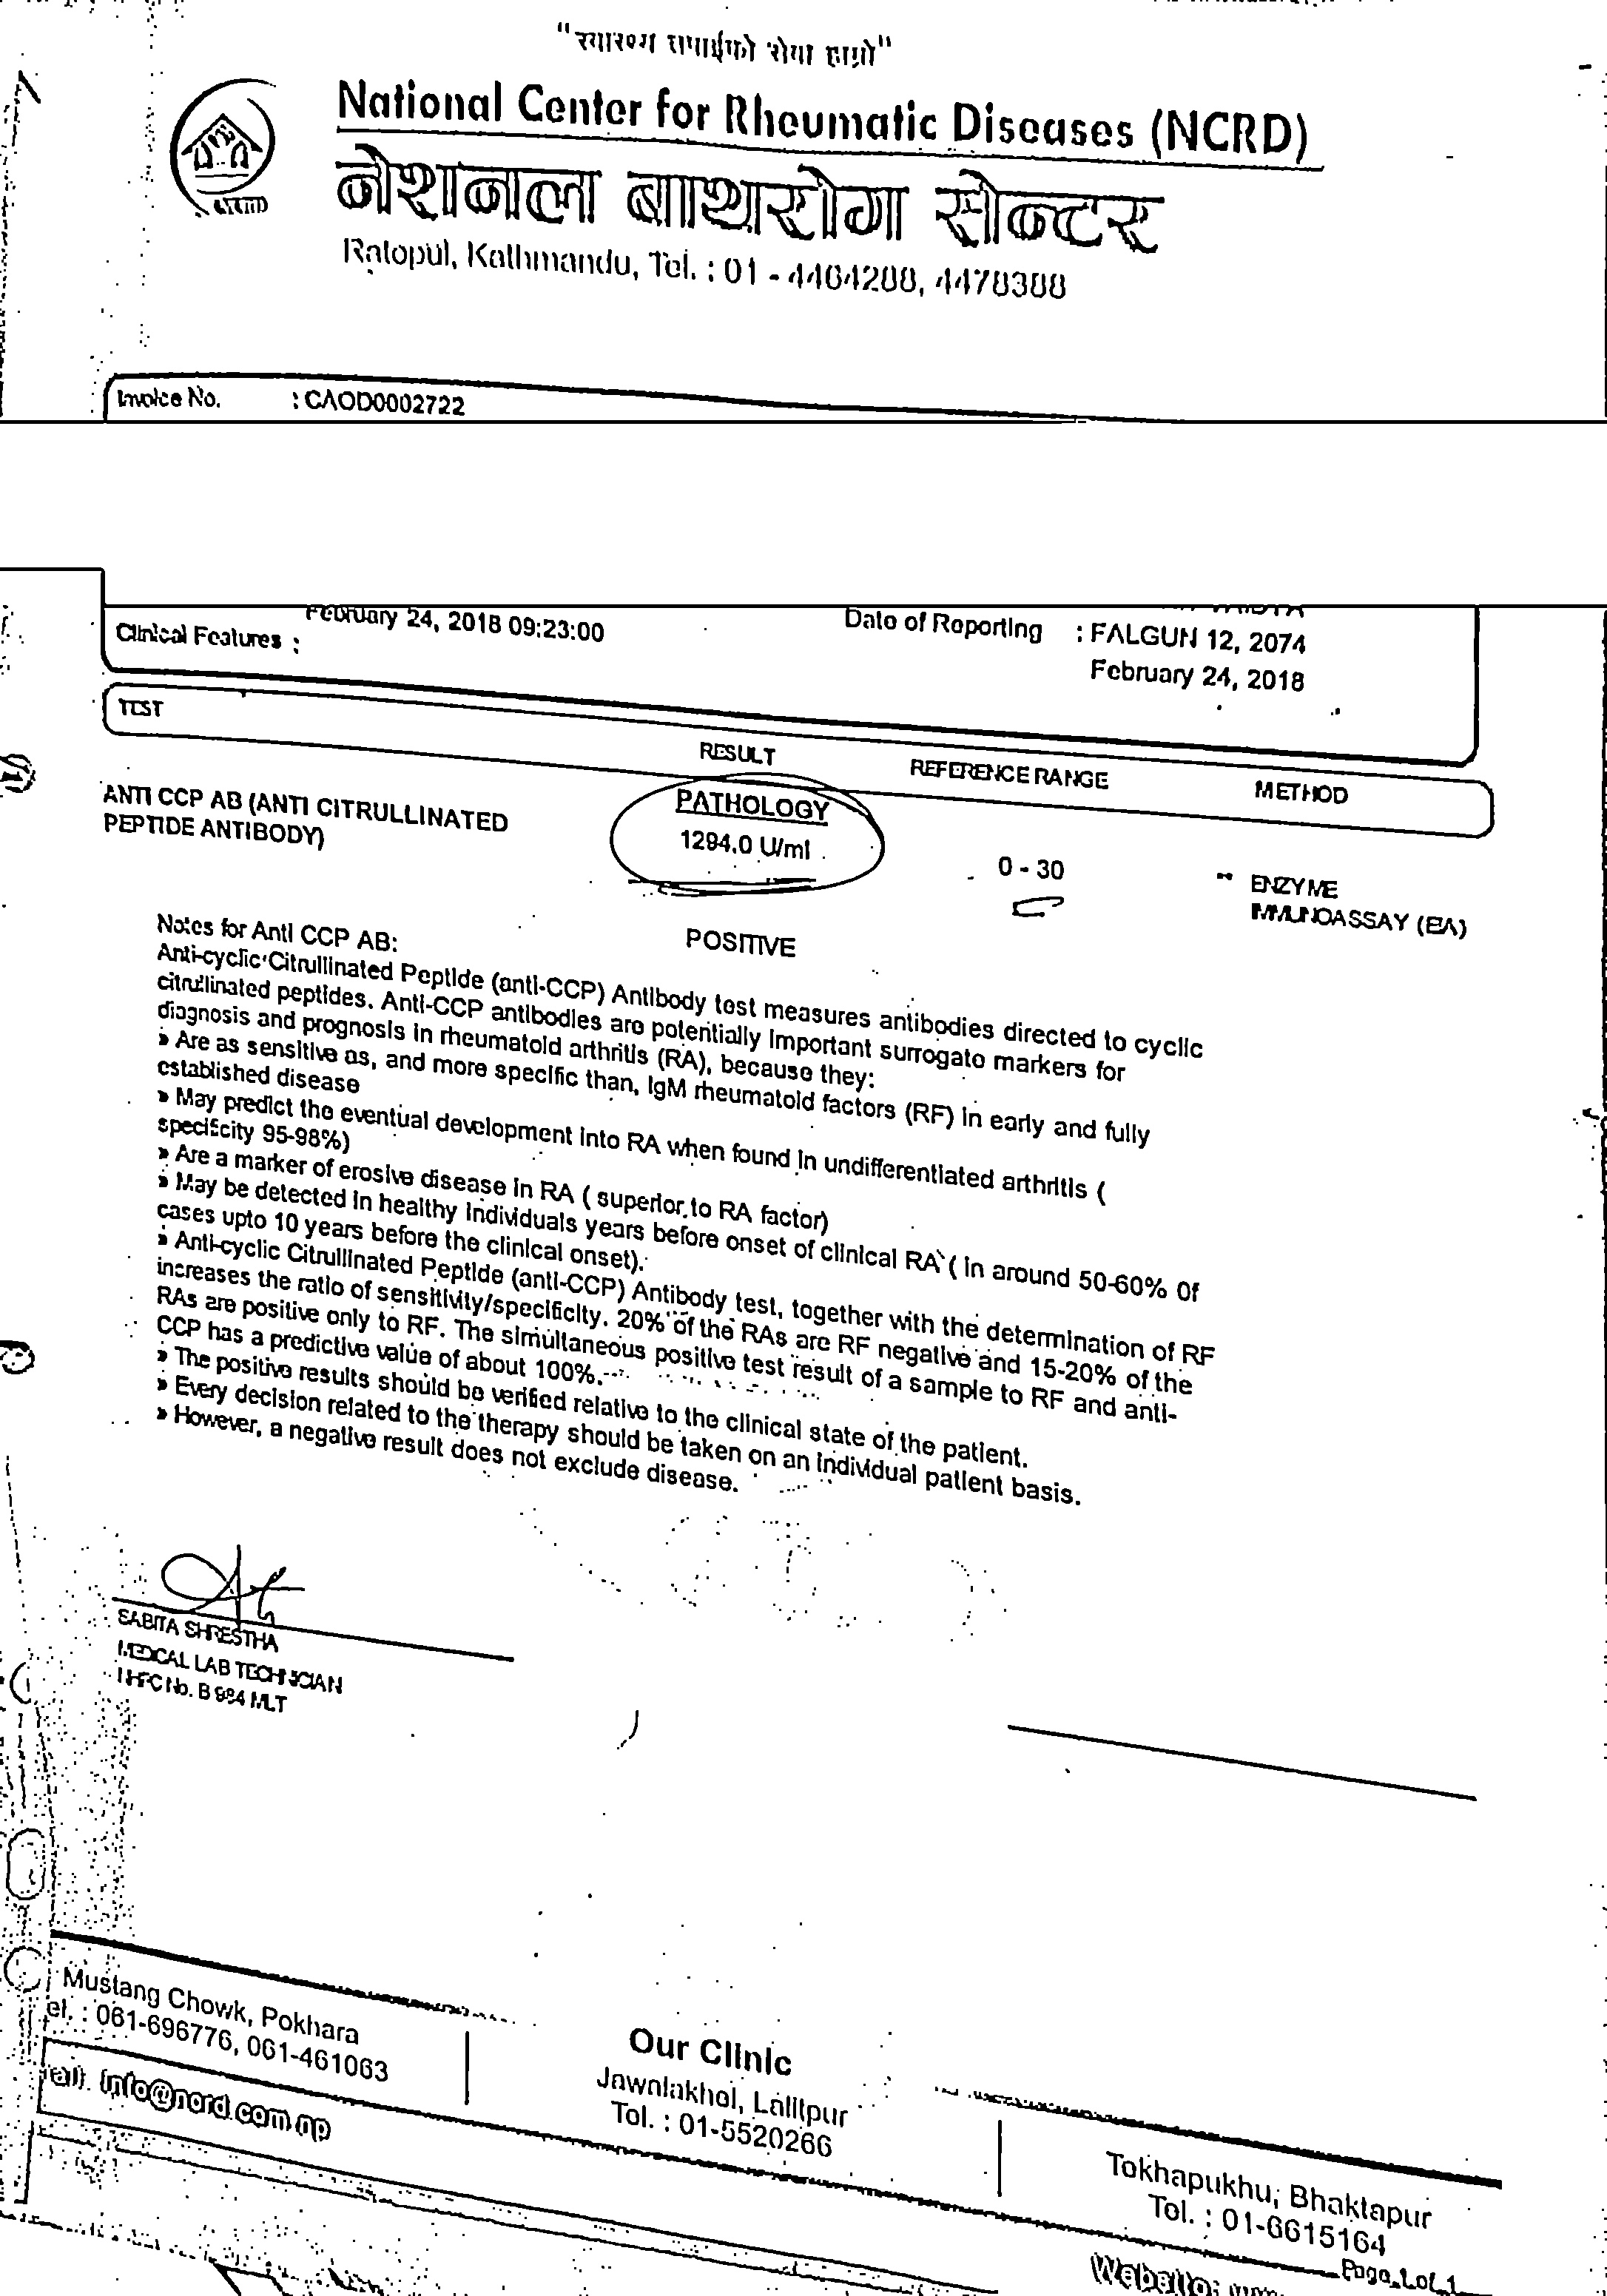 National Center for Rheumatic Diseases (NCRD)
नेशनल बाथरोग सेन्टर
Ratopul, Kathmandu, Tel. : 01 - 4464288, 4478388
Invoice No. : CAOD0002722
February 24, 2018 09:23:00
Clinical Features :
Date of Reporting : FALGUN 12, 2074
February 24, 2018
TEST RESULT REFERENCE RANGE METHOD
PATHOLOGY
ANTI CCP AB (ANTI CITRULLINATED PEPTIDE ANTIBODY) 1294.0 U/ml 0 - 30 ENZYME IMMUNOASSAY (EIA)
POSITIVE
Notes for Anti CCP AB:
Anti-cyclic Citrullinated Peptide (anti-CCP) Antibody test measures antibodies directed to cyclic
citrullinated peptides. Anti-CCP antibodies are potentially important surrogate markers for
diagnosis and prognosis in rheumatoid arthritis (RA), because they:
» Are as sensitive as, and more specific than, IgM rheumatoid factors (RF) in early and fully
established disease
» May predict the eventual development into RA when found in undifferentiated arthritis (
specificity 95-98%)
» Are a marker of erosive disease in RA ( superior to RA factor)
» May be detected in healthy individuals years before onset of clinical RA ( in around 50-60% 0f
cases upto 10 years before the clinical onset).
» Anti-cyclic Citrullinated Peptide (anti-CCP) Antibody test, together with the determination of RF
increases the ratio of sensitivity/specificity. 20% of the RAs are RF negative and 15-20% of the
RAs are positive only to RF. The simultaneous positive test result of a sample to RF and anti-
CCP has a predictive value of about 100%.
» The positive results should be verified relative to the clinical state of the patient.
» Every decision related to the therapy should be taken on an individual patient basis.
» However, a negative result does not exclude disease.
SABITA SHRESTHA
MEDICAL LAB TECHNICIAN
NHPC No. B 984 MLT
Mustang Chowk, Pokhara
el. : 061-696776, 061-461063
info@ncrd.com.np
Our Clinic
Jawalakhel, Lalitpur
Tel. : 01-5520266
Tokhapukhu, Bhaktapur
Tel. : 01-6615164
Website:
Page 1 of 1